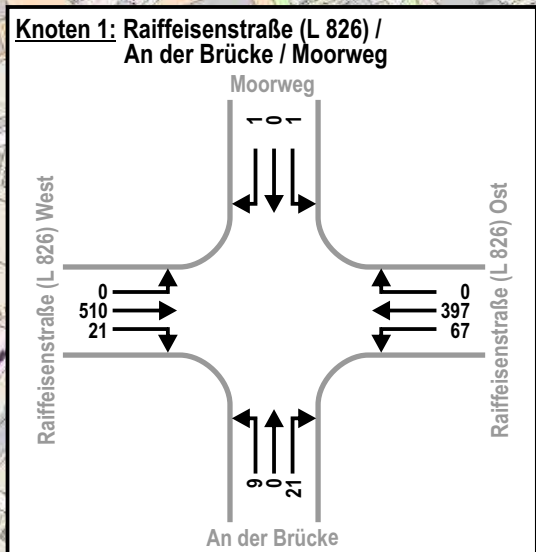 Knoten 1: Raiffeisenstraße (L 826) /
An der Brücke / Moorweg
Moorweg
1 0 1
Raiffeisenstraße (L 826) West
Raiffeisenstraße (L 826) Ost
0
510
21
0
397
67
9 0 21
An der Brücke